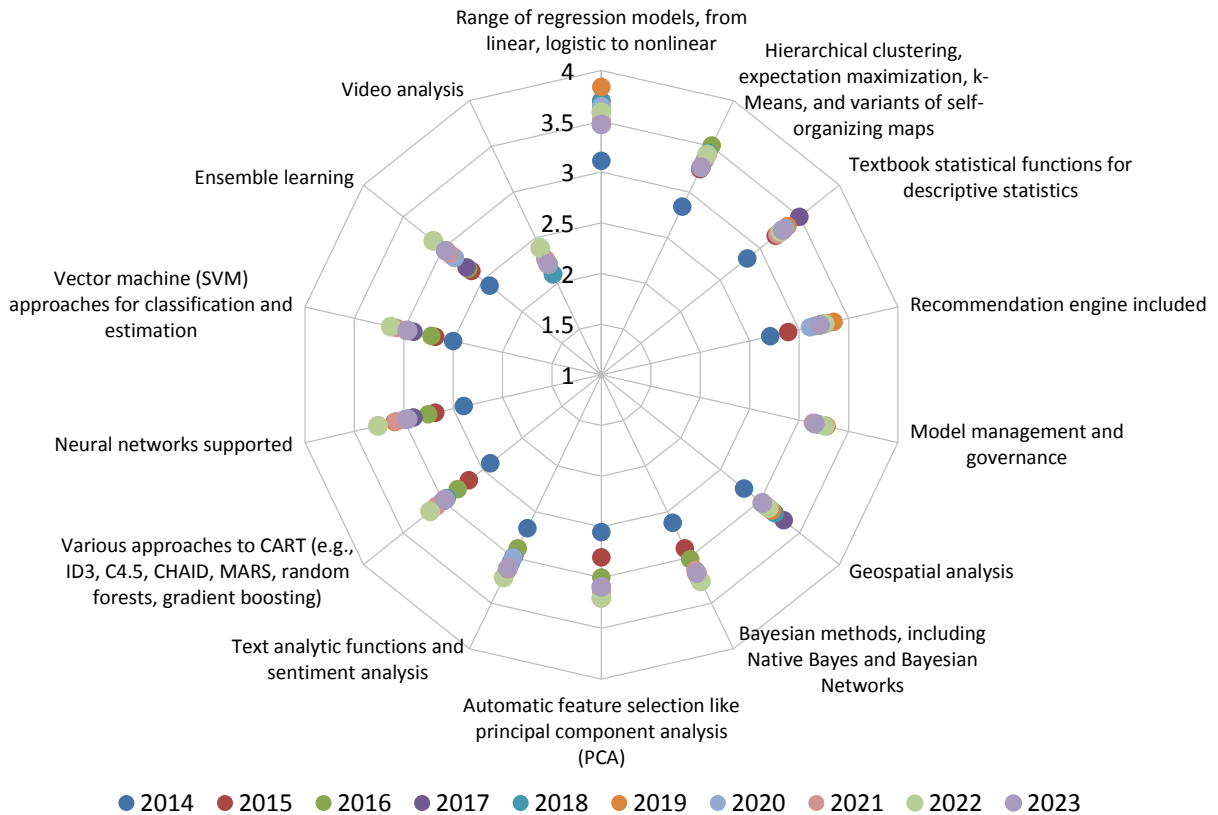 Range of regression models, from
linear, logistic to nonlinear
Hierarchical clustering,
expectation maximization, k-
Means, and variants of self-
organizing maps
Textbook statistical functions for
descriptive statistics
Recommendation engine included
Model management and
governance
Geospatial analysis
Bayesian methods, including
Native Bayes and Bayesian
Networks
Automatic feature selection like
principal component analysis
(PCA)
Text analytic functions and
sentiment analysis
Various approaches to CART (e.g.,
ID3, C4.5, CHAID, MARS, random
forests, gradient boosting)
Neural networks supported
Vector machine (SVM)
approaches for classification and
estimation
Ensemble learning
Video analysis
4
3.5
3
2.5
2
1.5
1
2014 2015 2016 2017 2018 2019 2020 2021 2022 2023